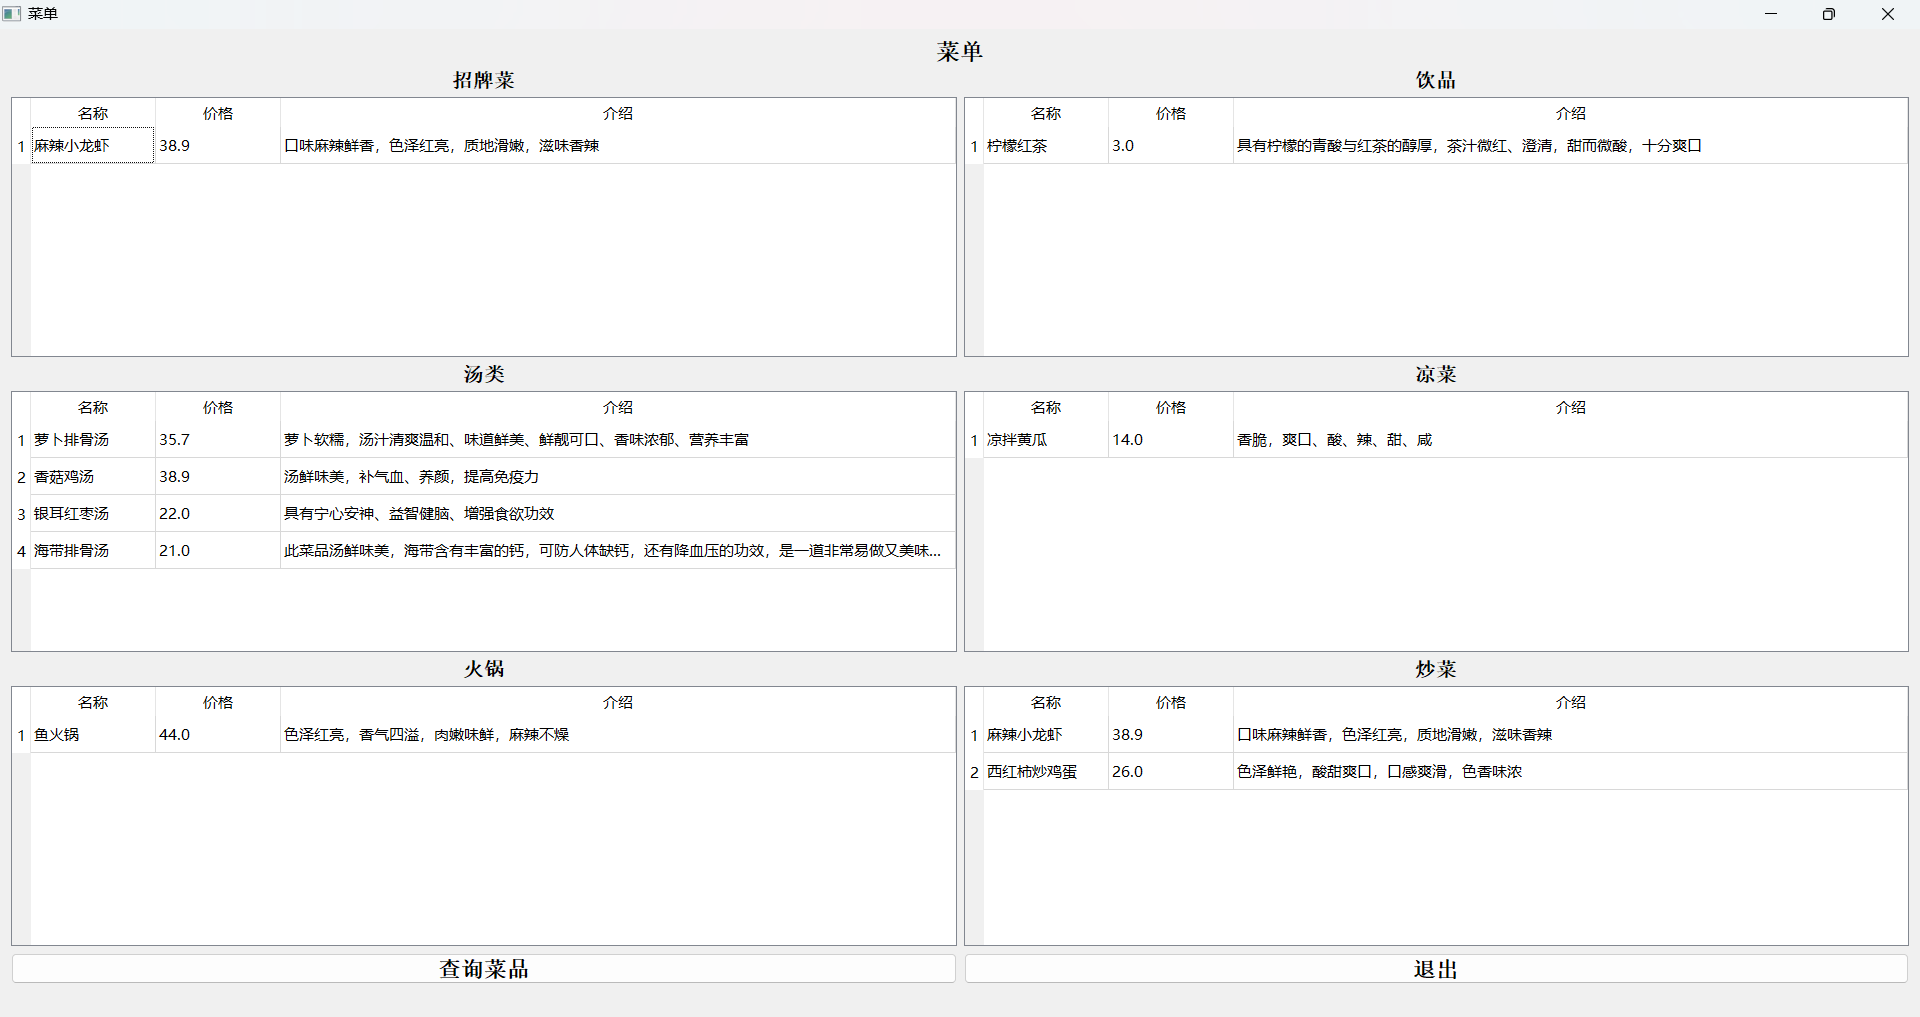 菜单
菜单
招牌菜
名称 价格 介绍
1 麻辣小龙虾 38.9 口味麻辣鲜香，色泽红亮，质地滑嫩，滋味香辣
饮品
名称 价格 介绍
1 柠檬红茶 3.0 具有柠檬的青酸与红茶的醇厚，茶汁微红、澄清，甜而微酸，十分爽口
汤类
名称 价格 介绍
1 萝卜排骨汤 35.7 萝卜软糯，汤汁清爽温和、味道鲜美、鲜靓可口、香味浓郁、营养丰富
2 香菇鸡汤 38.9 汤鲜味美，补气血、养颜，提高免疫力
3 银耳红枣汤 22.0 具有宁心安神、益智健脑、增强食欲功效
4 海带排骨汤 21.0 此菜品汤鲜味美，海带含有丰富的钙，可防人体缺钙，还有降血压的功效，是一道非常易做又美味...
凉菜
名称 价格 介绍
1 凉拌黄瓜 14.0 香脆，爽口、酸、辣、甜、咸
火锅
名称 价格 介绍
1 鱼火锅 44.0 色泽红亮，香气四溢，肉嫩味鲜，麻辣不燥
炒菜
名称 价格 介绍
1 麻辣小龙虾 38.9 口味麻辣鲜香，色泽红亮，质地滑嫩，滋味香辣
2 西红柿炒鸡蛋 26.0 色泽鲜艳，酸甜爽口，口感爽滑，色香味浓
查询菜品
退出